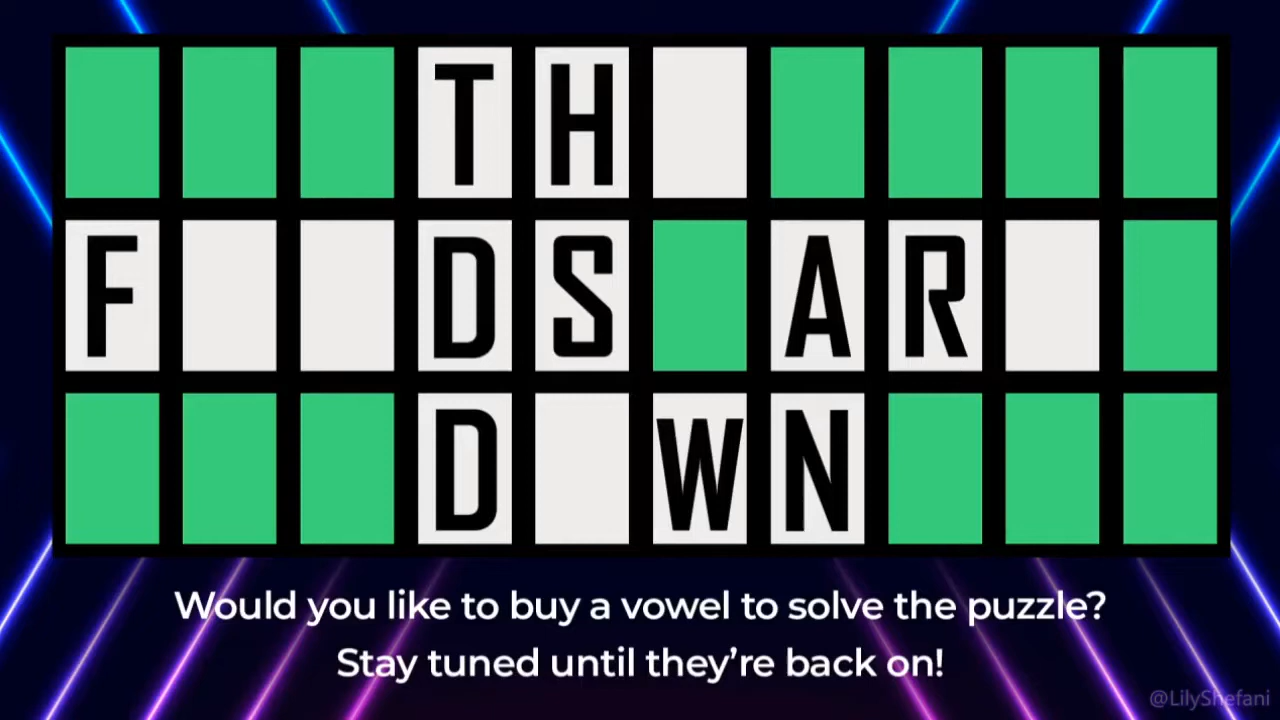 TH
F DS AR
D WN
Would you like to buy a vowel to solve the puzzle?
Stay tuned until they're back on!
@LilyShefani